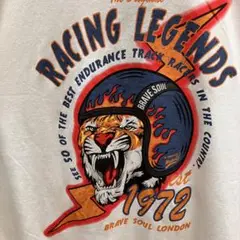 The Original
RACING LEGENDS
SEE 50 OF THE BEST ENDURANCE TRACK RACERS IN THE COUNTRY.
BRAVE SOUL
Est
1972
BRAVE SOUL LONDON